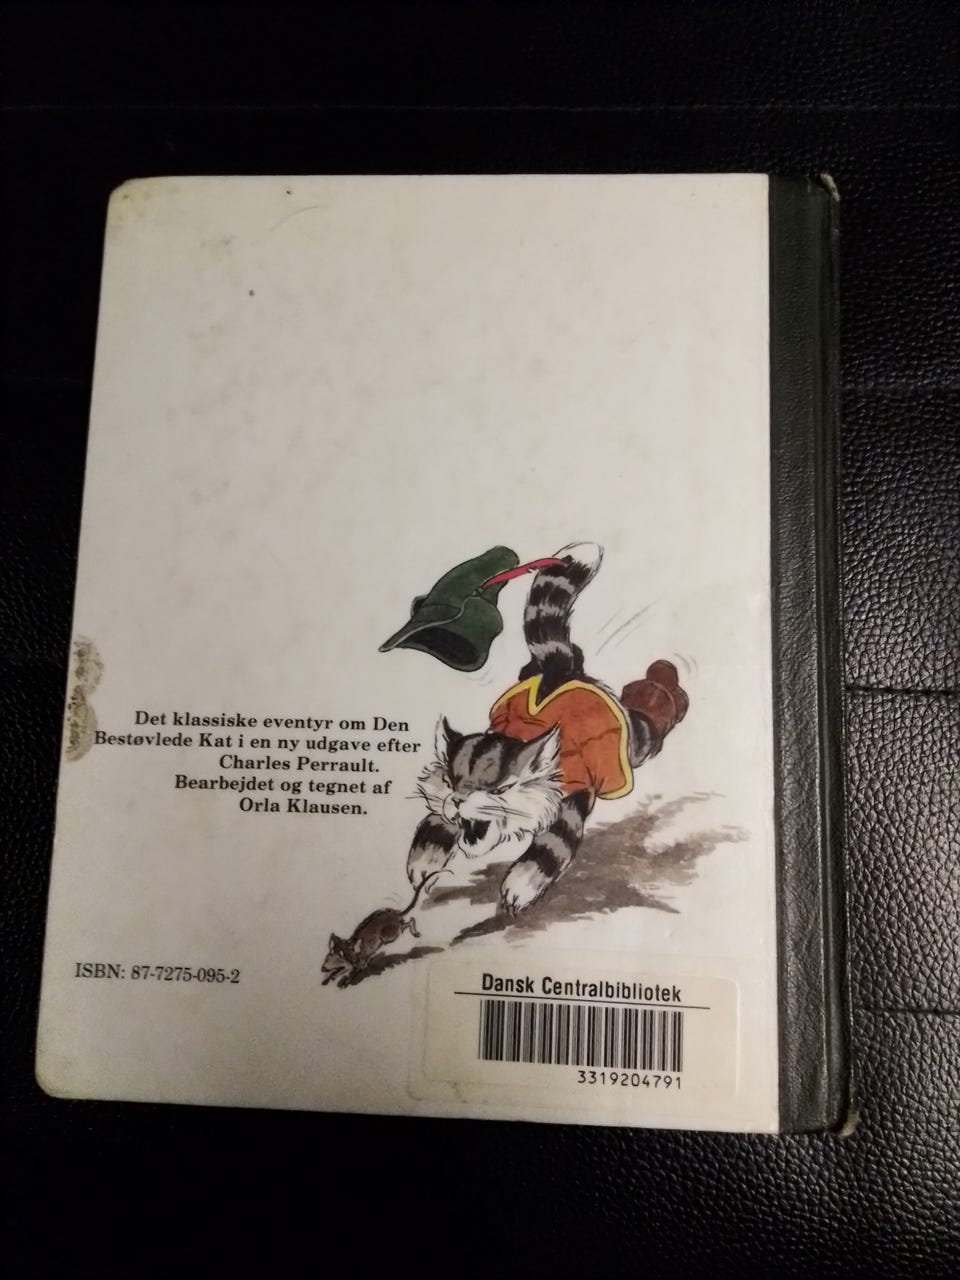 Det klassiske eventyr om Den
Bestøvlede Kat i en ny udgave efter
Charles Perrault.
Bearbejdet og tegnet af
Orla Klausen.
ISBN: 87-7275-095-2
Dansk Centralbibliotek
3319204791